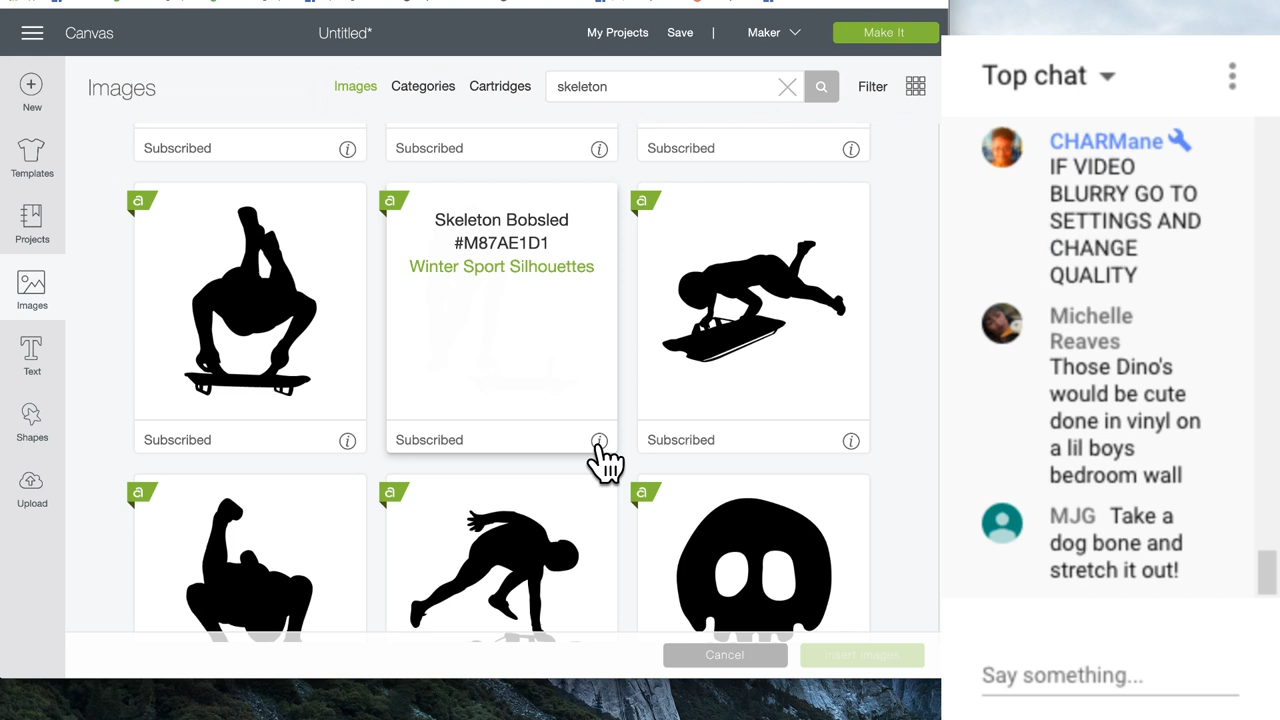 Canvas
Untitled*
My Projects
Save
|
Maker
Make It
New
Templates
Projects
Images
Text
Shapes
Upload
Images
Images
Categories
Cartridges
skeleton
Filter
Subscribed
Subscribed
Subscribed
a
a
Skeleton Bobsled
#M87AE1D1
Winter Sport Silhouettes
a
Subscribed
Subscribed
Subscribed
a
a
a
Cancel
Insert Images
Top chat
CHARMane
IF VIDEO
BLURRY GO TO
SETTINGS AND
CHANGE
QUALITY
Michelle
Reaves
Those Dino's
would be cute
done in vinyl on
a lil boys
bedroom wall
MJG Take a
dog bone and
stretch it out!
Say something...